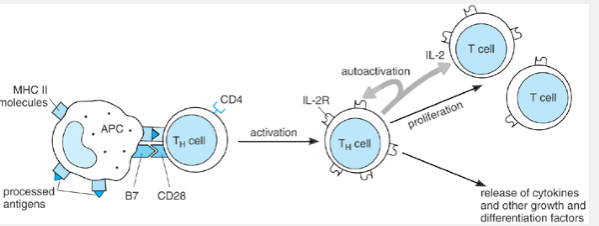 MHC II
molecules
APC
CD4
TH cell
processed
antigens
B7
CD28
activation
IL-2R
autoactivation
IL-2
TH cell
proliferation
T cell
T cell
release of cytokines
and other growth and
differentiation factors